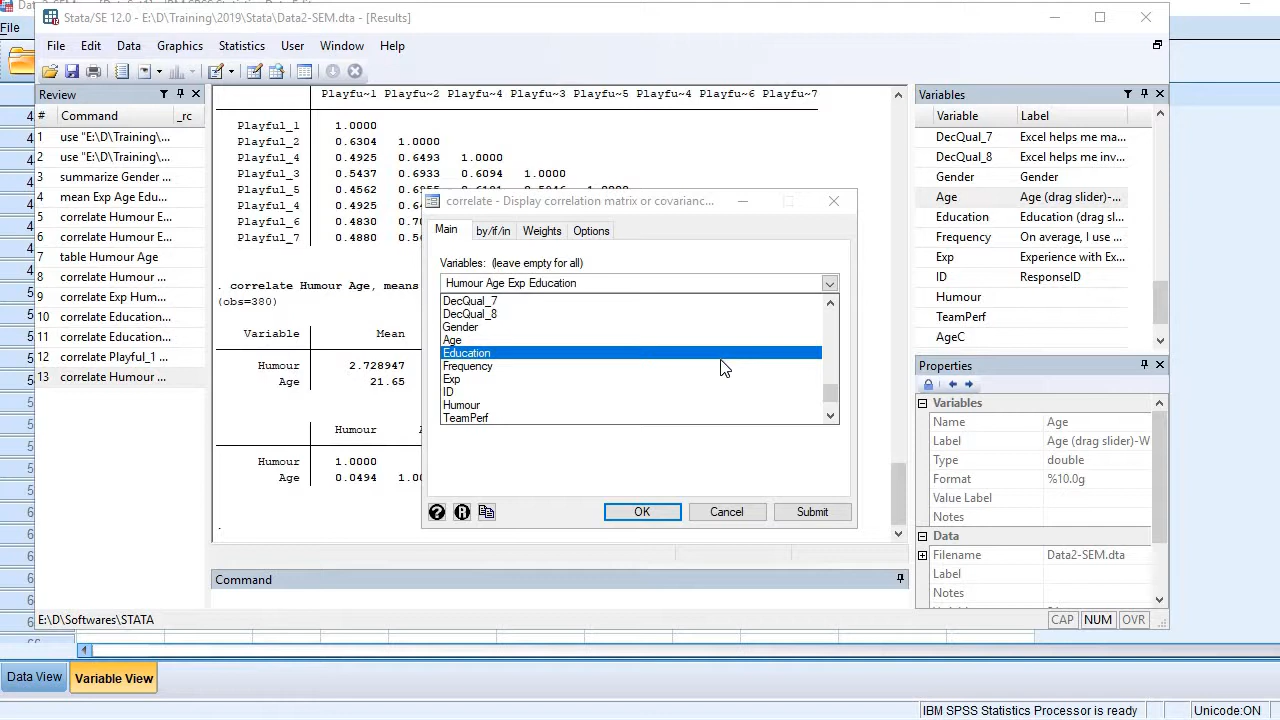 Stata/SE 12.0 - E:\D\Training\2019\Stata\Data2-SEM.dta - [Results]
File
File Edit Data Graphics Statistics User Window Help
Review
# Command _rc
1 use "E:\D\Training\...
2 use "E:\D\Training\...
3 summarize Gender ...
4 mean Exp Age Edu...
5 correlate Humour E...
6 correlate Humour E...
7 table Humour Age
8 correlate Humour ...
9 correlate Exp Hum...
10 correlate Education...
11 correlate Education...
12 correlate Playful_1 ...
13 correlate Humour ...
Playfu~1 Playfu~2 Playfu~4 Playfu~3 Playfu~5 Playfu~4 Playfu~6 Playfu~7
Playful_1 1.0000
Playful_2 0.6304 1.0000
Playful_4 0.4925 0.6493 1.0000
Playful_3 0.5437 0.6933 0.6094 1.0000
Playful_5 0.4562
Playful_4 0.4925
Playful_6 0.4830
Playful_7 0.4880
. correlate Humour Age, means
(obs=380)
Variable Mean
Humour 2.728947
Age 21.65
Humour
Humour 1.0000
Age 0.0494
.
correlate - Display correlation matrix or covarianc...
Main by/if/in Weights Options
Variables: (leave empty for all)
Humour Age Exp Education
DecQual_7
DecQual_8
Gender
Age
Education
Frequency
Exp
ID
Humour
TeamPerf
OK Cancel Submit
Variables
Variable Label
DecQual_7 Excel helps me ma...
DecQual_8 Excel helps me inv...
Gender Gender
Age Age (drag slider)-...
Education Education (drag sl...
Frequency On average, I use ...
Exp Experience with Ex...
ID ResponseID
Humour
TeamPerf
AgeC
Properties
Variables
Name Age
Label Age (drag slider)-W
Type double
Format %10.0g
Value Label
Notes
Data
Filename Data2-SEM.dta
Label
Notes
Command
E:\D\Softwares\STATA
CAP NUM OVR
Data View Variable View
IBM SPSS Statistics Processor is ready Unicode:ON